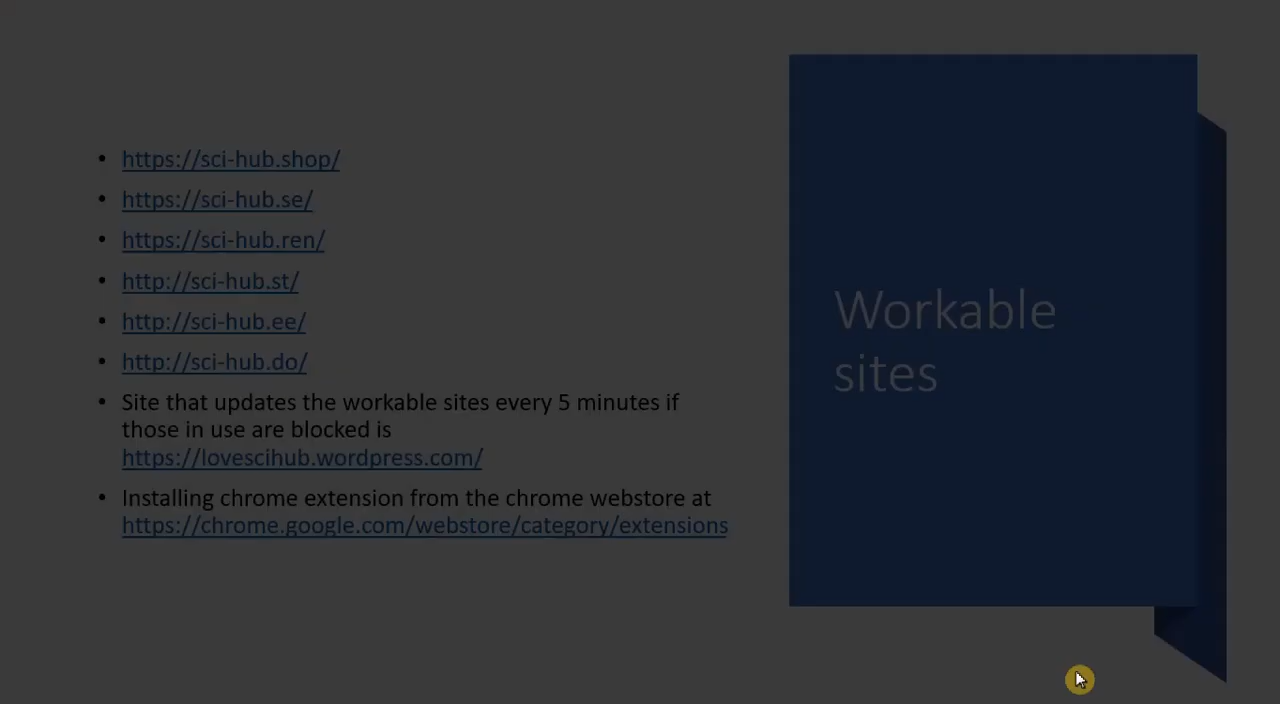 • https://sci-hub.shop/
• https://sci-hub.se/
• https://sci-hub.ren/
• http://sci-hub.st/
• http://sci-hub.ee/
• http://sci-hub.do/
• Site that updates the workable sites every 5 minutes if
those in use are blocked is
https://lovescihub.wordpress.com/
• Installing chrome extension from the chrome webstore at
https://chrome.google.com/webstore/category/extensions
Workable
sites